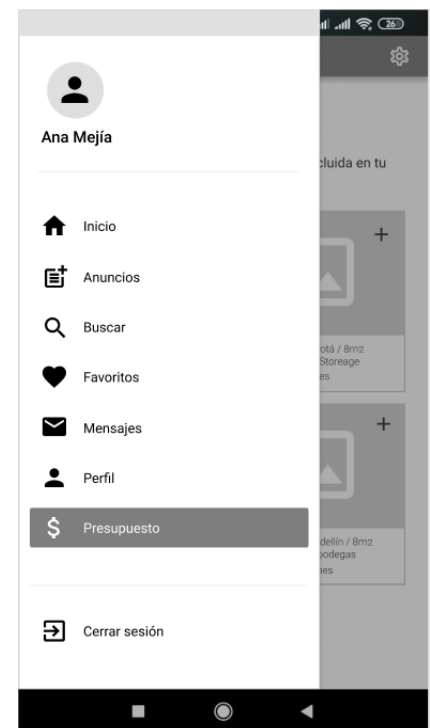 26
Ana Mejía
cluida en tu
Inicio
Anuncios
Buscar
Favoritos
Mensajes
Perfil
Presupuesto
Cerrar sesión
otá / 8m2
Storeage
es
dellín / 8m2
bodegas
nes